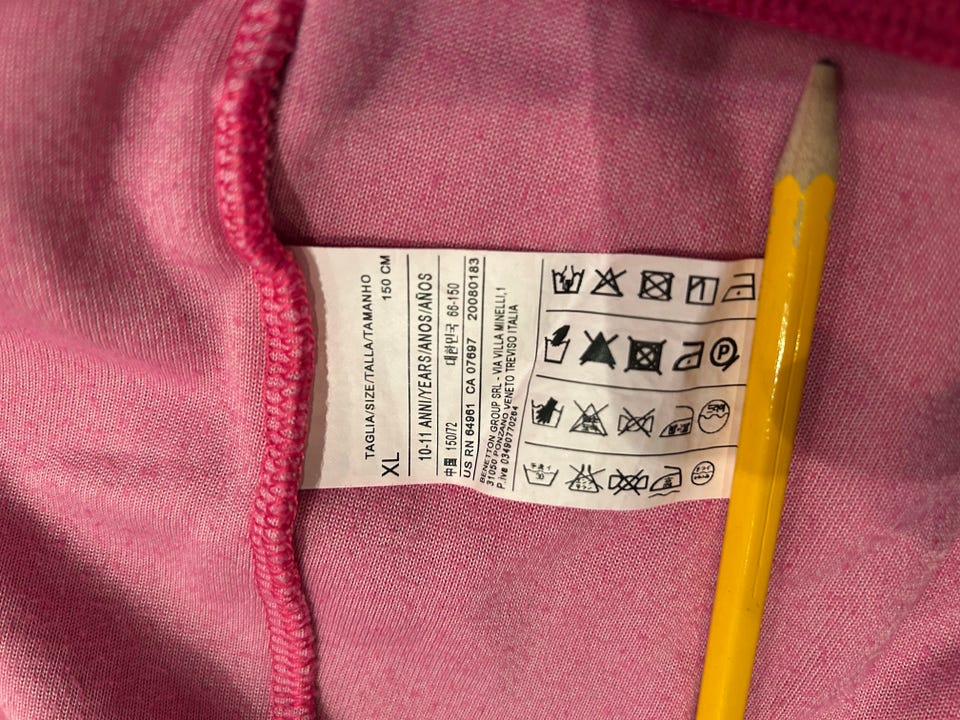 TAGLIA/SIZE/TALLA/TAMANHO
XL 150 CM
10-11 ANNI/YEARS/ANOS/AÑOS
中国 150/72 대한민국 66-150
US RN 64961 CA 07697 20080183
BENETTON GROUP SRL - VIA VILLA MINELLI,1
31050 PONZANO VENETO TREVISO ITALIA
P.iva 03490770264
P